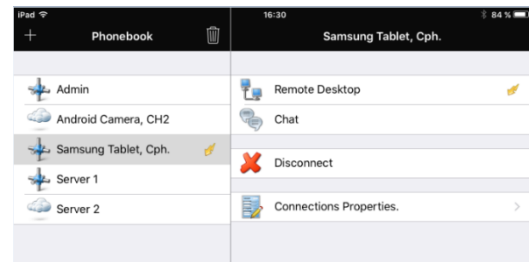 iPad 16:30 84 %
Phonebook
Samsung Tablet, Cph.
Admin
Android Camera, CH2
Samsung Tablet, Cph.
Server 1
Server 2
Remote Desktop
Chat
Disconnect
Connections Properties.